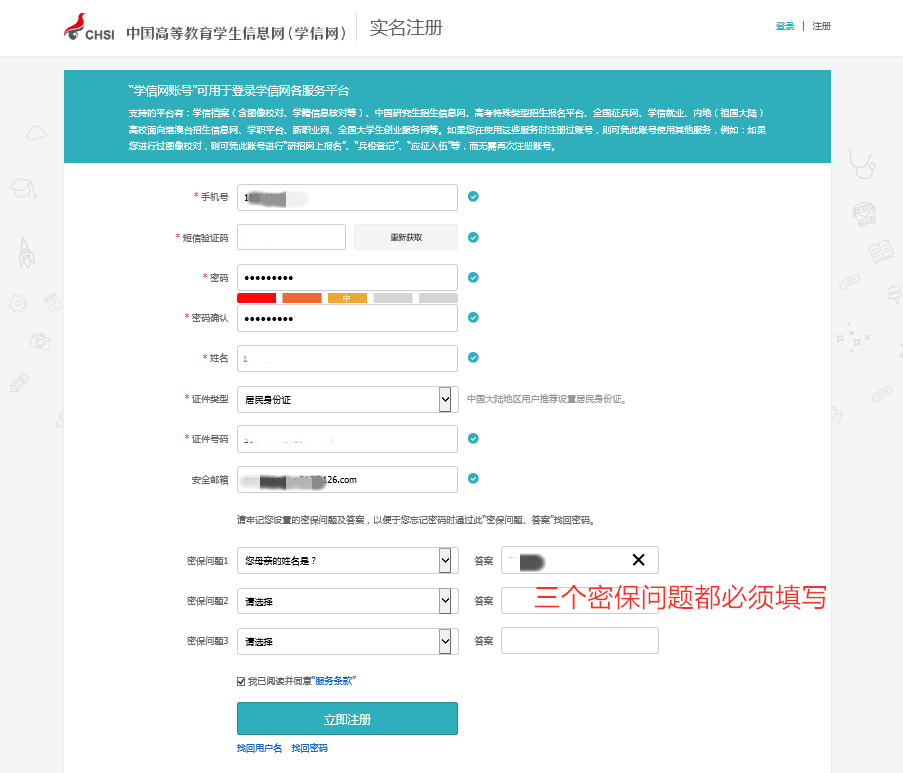 CHSI 中国高等教育学生信息网(学信网) 实名注册 登录 | 注册
“学信网账号”可用于登录学信网各服务平台
支持的平台有：学信档案（含图像校对、学籍信息核对等）、中国研究生招生信息网、高考特殊类型招生报名平台、全国征兵网、学信就业、内地（祖国大陆）
高校面向港澳台招生信息网、学职平台、新职业网、全国大学生创业服务网等。如果您在使用这些服务时注册过账号，则可凭此账号使用其他服务，例如：如果
您进行过图像校对，则可凭此账号进行“研招网上报名”、“兵役登记”、“应征入伍”等，而无需再次注册账号。
* 手机号
* 短信验证码 重新获取
* 密码 •••••••••
中
* 密码确认 •••••••••
* 姓名
* 证件类型 居民身份证 中国大陆地区用户推荐设置居民身份证。
* 证件号码
安全邮箱 126.com
请牢记您设置的密保问题及答案，以便于您忘记密码时通过此“密保问题、答案”找回密码。
密保问题1 您母亲的姓名是？ 答案
密保问题2 请选择 答案 三个密保问题都必须填写
密保问题3 请选择 答案
我已阅读并同意“服务条款”
立即注册
找回用户名 找回密码